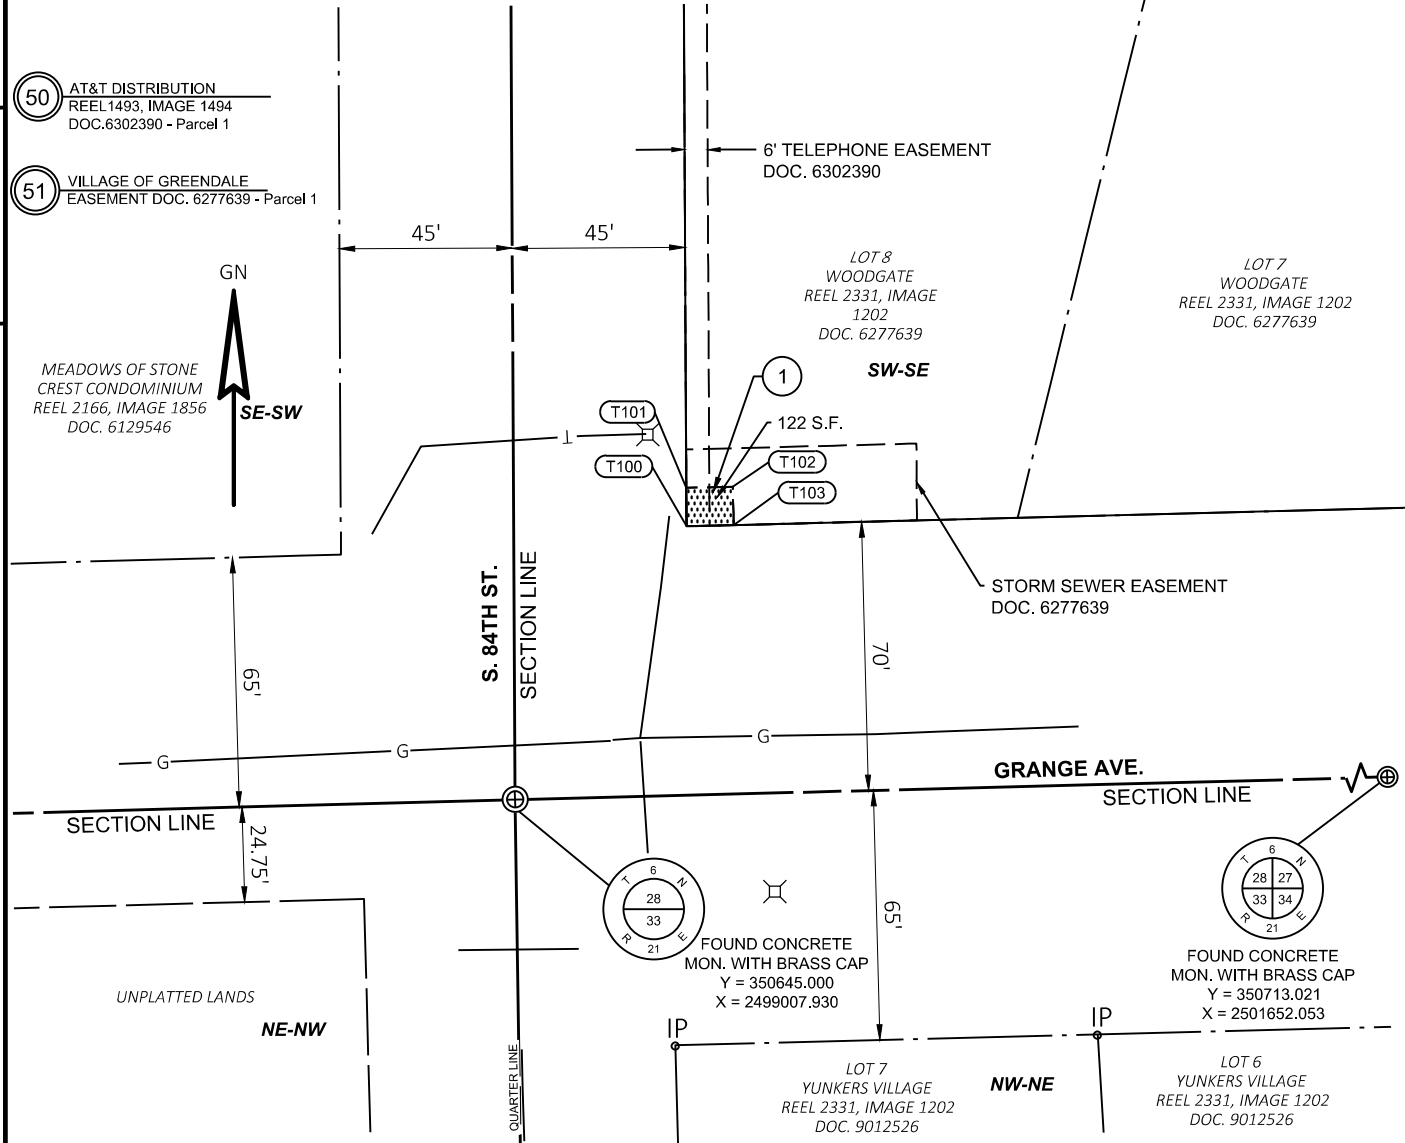 50
AT&T DISTRIBUTION
REEL1493, IMAGE 1494
DOC.6302390 - Parcel 1
51
VILLAGE OF GREENDALE
EASEMENT DOC. 6277639 - Parcel 1
6' TELEPHONE EASEMENT
DOC. 6302390
45'
45'
GN
LOT 8
WOODGATE
REEL 2331, IMAGE
1202
DOC. 6277639
LOT 7
WOODGATE
REEL 2331, IMAGE 1202
DOC. 6277639
SW-SE
MEADOWS OF STONE
CREST CONDOMINIUM
REEL 2166, IMAGE 1856
DOC. 6129546
SE-SW
1
122 S.F.
T101
T
T100
T102
T103
S. 84TH ST.
SECTION LINE
STORM SEWER EASEMENT
DOC. 6277639
65'
70'
G
G
G
GRANGE AVE.
SECTION LINE
SECTION LINE
24.75'
65'
6
T N
28
33
R E
21
FOUND CONCRETE
MON. WITH BRASS CAP
Y = 350645.000
X = 2499007.930
6
T N
28 27
33 34
R E
21
FOUND CONCRETE
MON. WITH BRASS CAP
Y = 350713.021
X = 2501652.053
UNPLATTED LANDS
NE-NW
QUARTER LINE
IP
IP
LOT 7
YUNKERS VILLAGE
REEL 2331, IMAGE 1202
DOC. 9012526
NW-NE
LOT 6
YUNKERS VILLAGE
REEL 2331, IMAGE 1202
DOC. 9012526